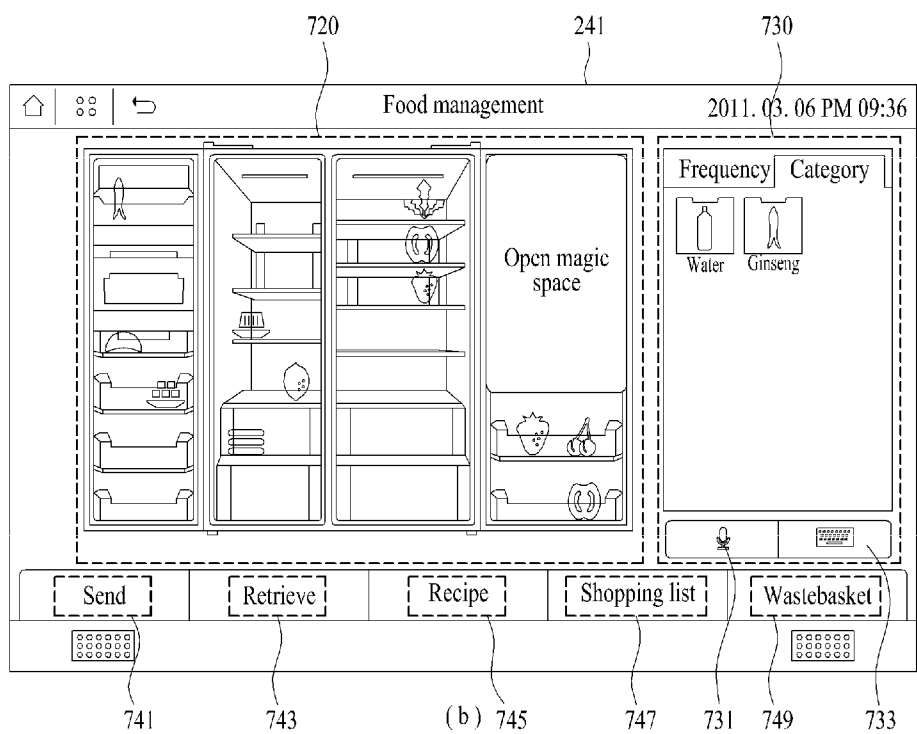 720 241 730
Food management 2011. 03. 06 PM 09:36
Frequency Category
Water Ginseng
Open magic
space
Send Retrieve Recipe Shopping list Wastebasket
741 743 (b) 745 747 731 749 733